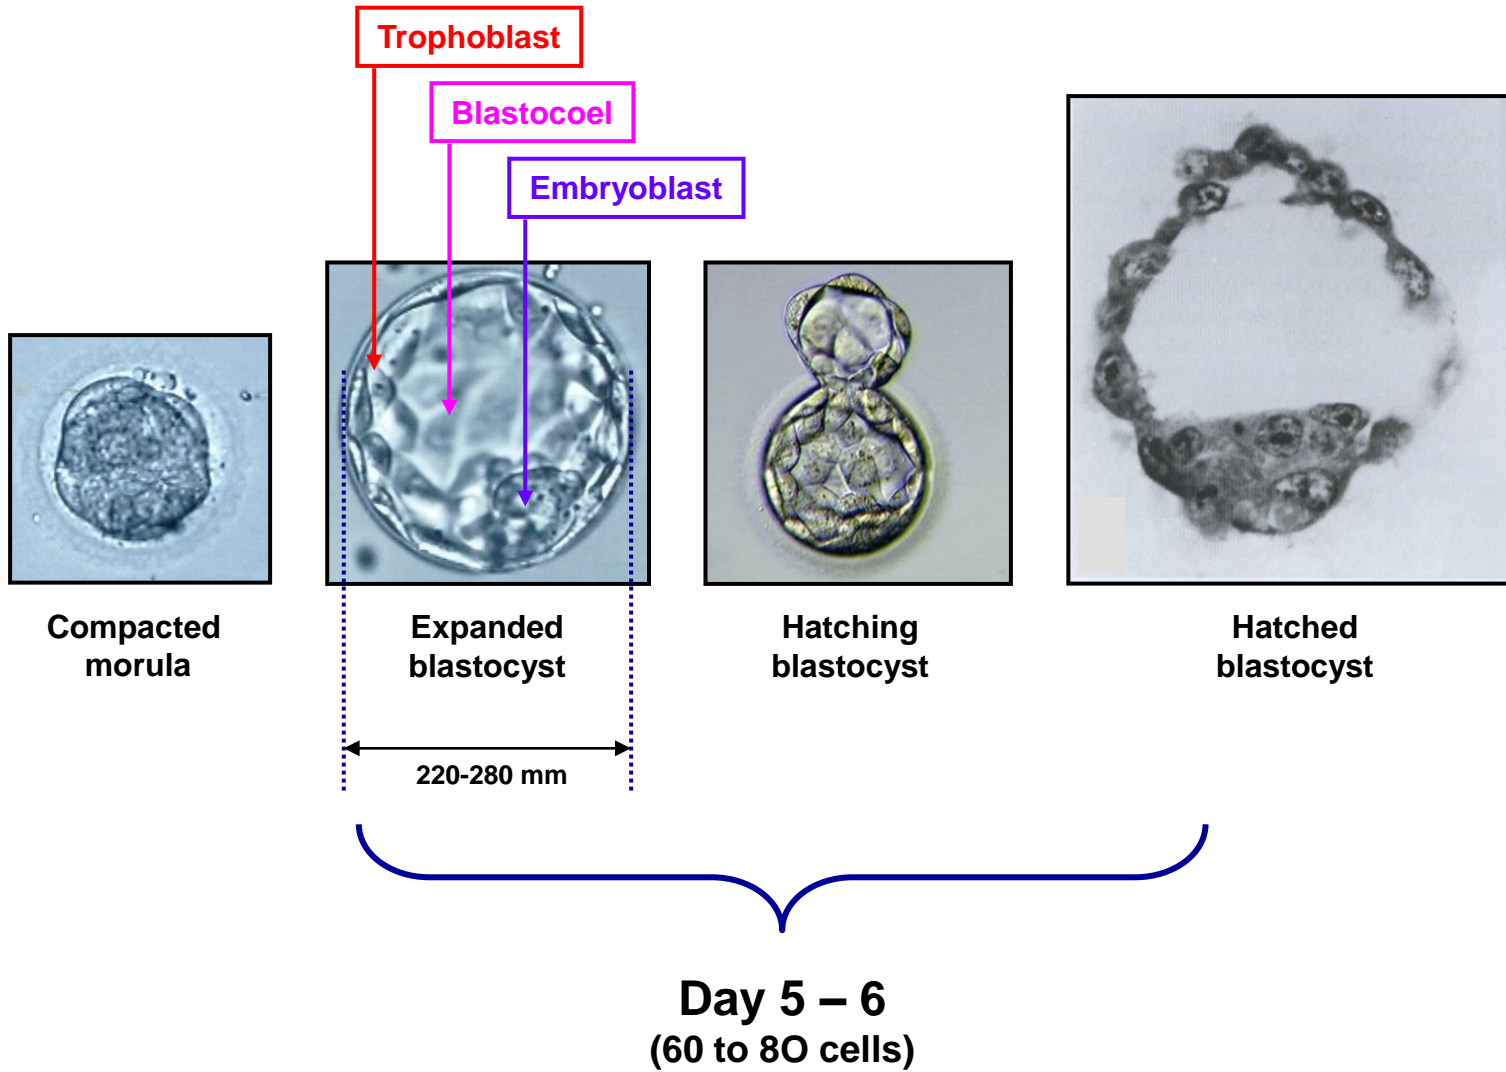 Trophoblast
Blastocoel
Embryoblast
Compacted
morula
Expanded
blastocyst
Hatching
blastocyst
Hatched
blastocyst
220-280 mm
Day 5 – 6
(60 to 8O cells)